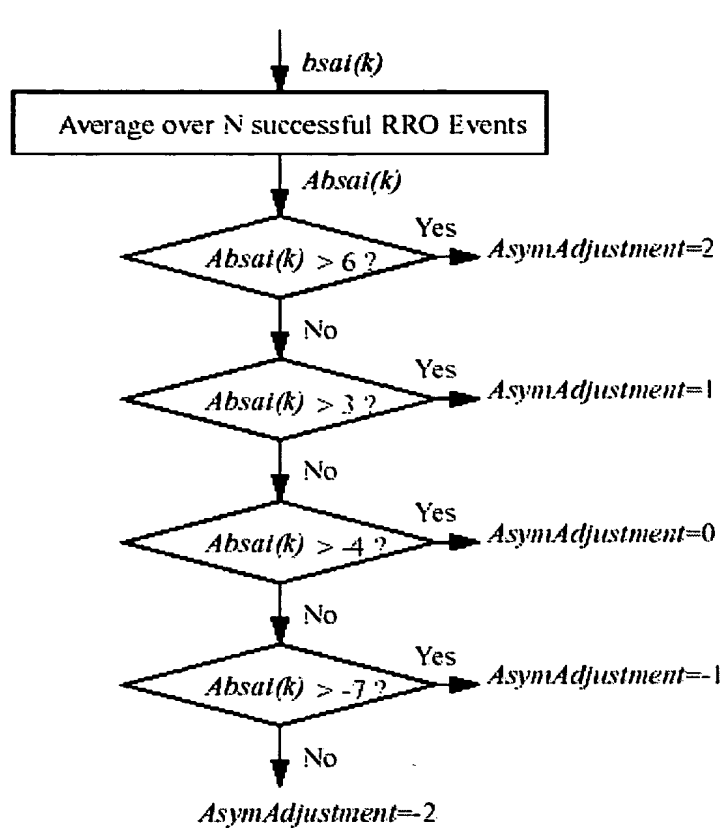 bsai(k)
Average over N successful RRO Events
Absai(k)
Yes
Absai(k) > 6 ?
AsymAdjustment=2
No
Yes
Absai(k) > 3 ?
AsymAdjustment=1
No
Yes
Absai(k) > -4 ?
AsymAdjustment=0
No
Yes
Absai(k) > -7 ?
AsymAdjustment=-1
No
AsymAdjustment=-2